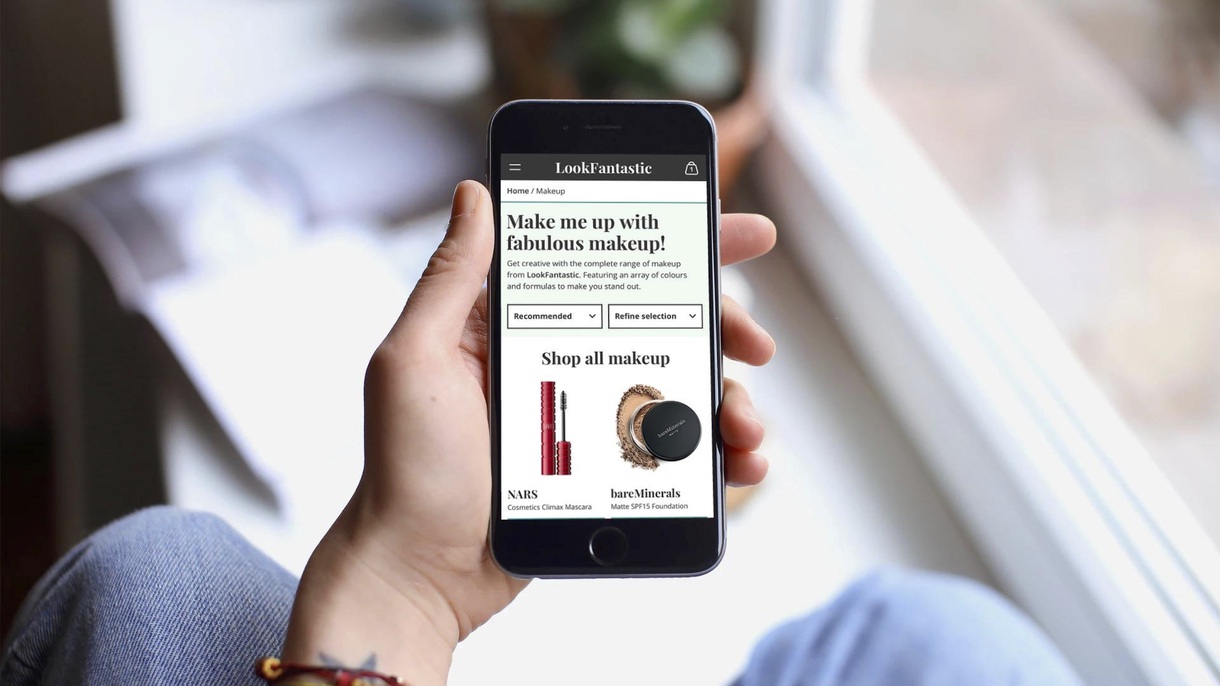 LookFantastic
1
Home / Makeup
Make me up with
fabulous makeup!
Get creative with the complete range of makeup
from LookFantastic. Featuring an array of colours
and formulas to make you stand out.
Recommended
Refine selection
Shop all makeup
bareMinerals
NARS
bareMinerals
Cosmetics Climax Mascara
Matte SPF15 Foundation